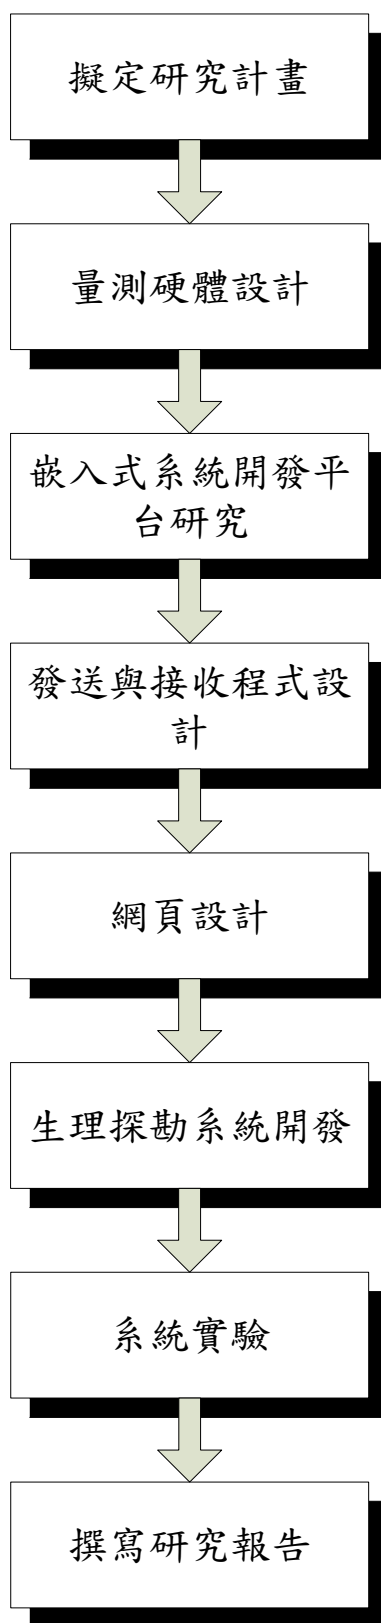 擬定研究計畫
量測硬體設計
嵌入式系統開發平
台研究
發送與接收程式設
計
網頁設計
生理探勘系統開發
系統實驗
撰寫研究報告